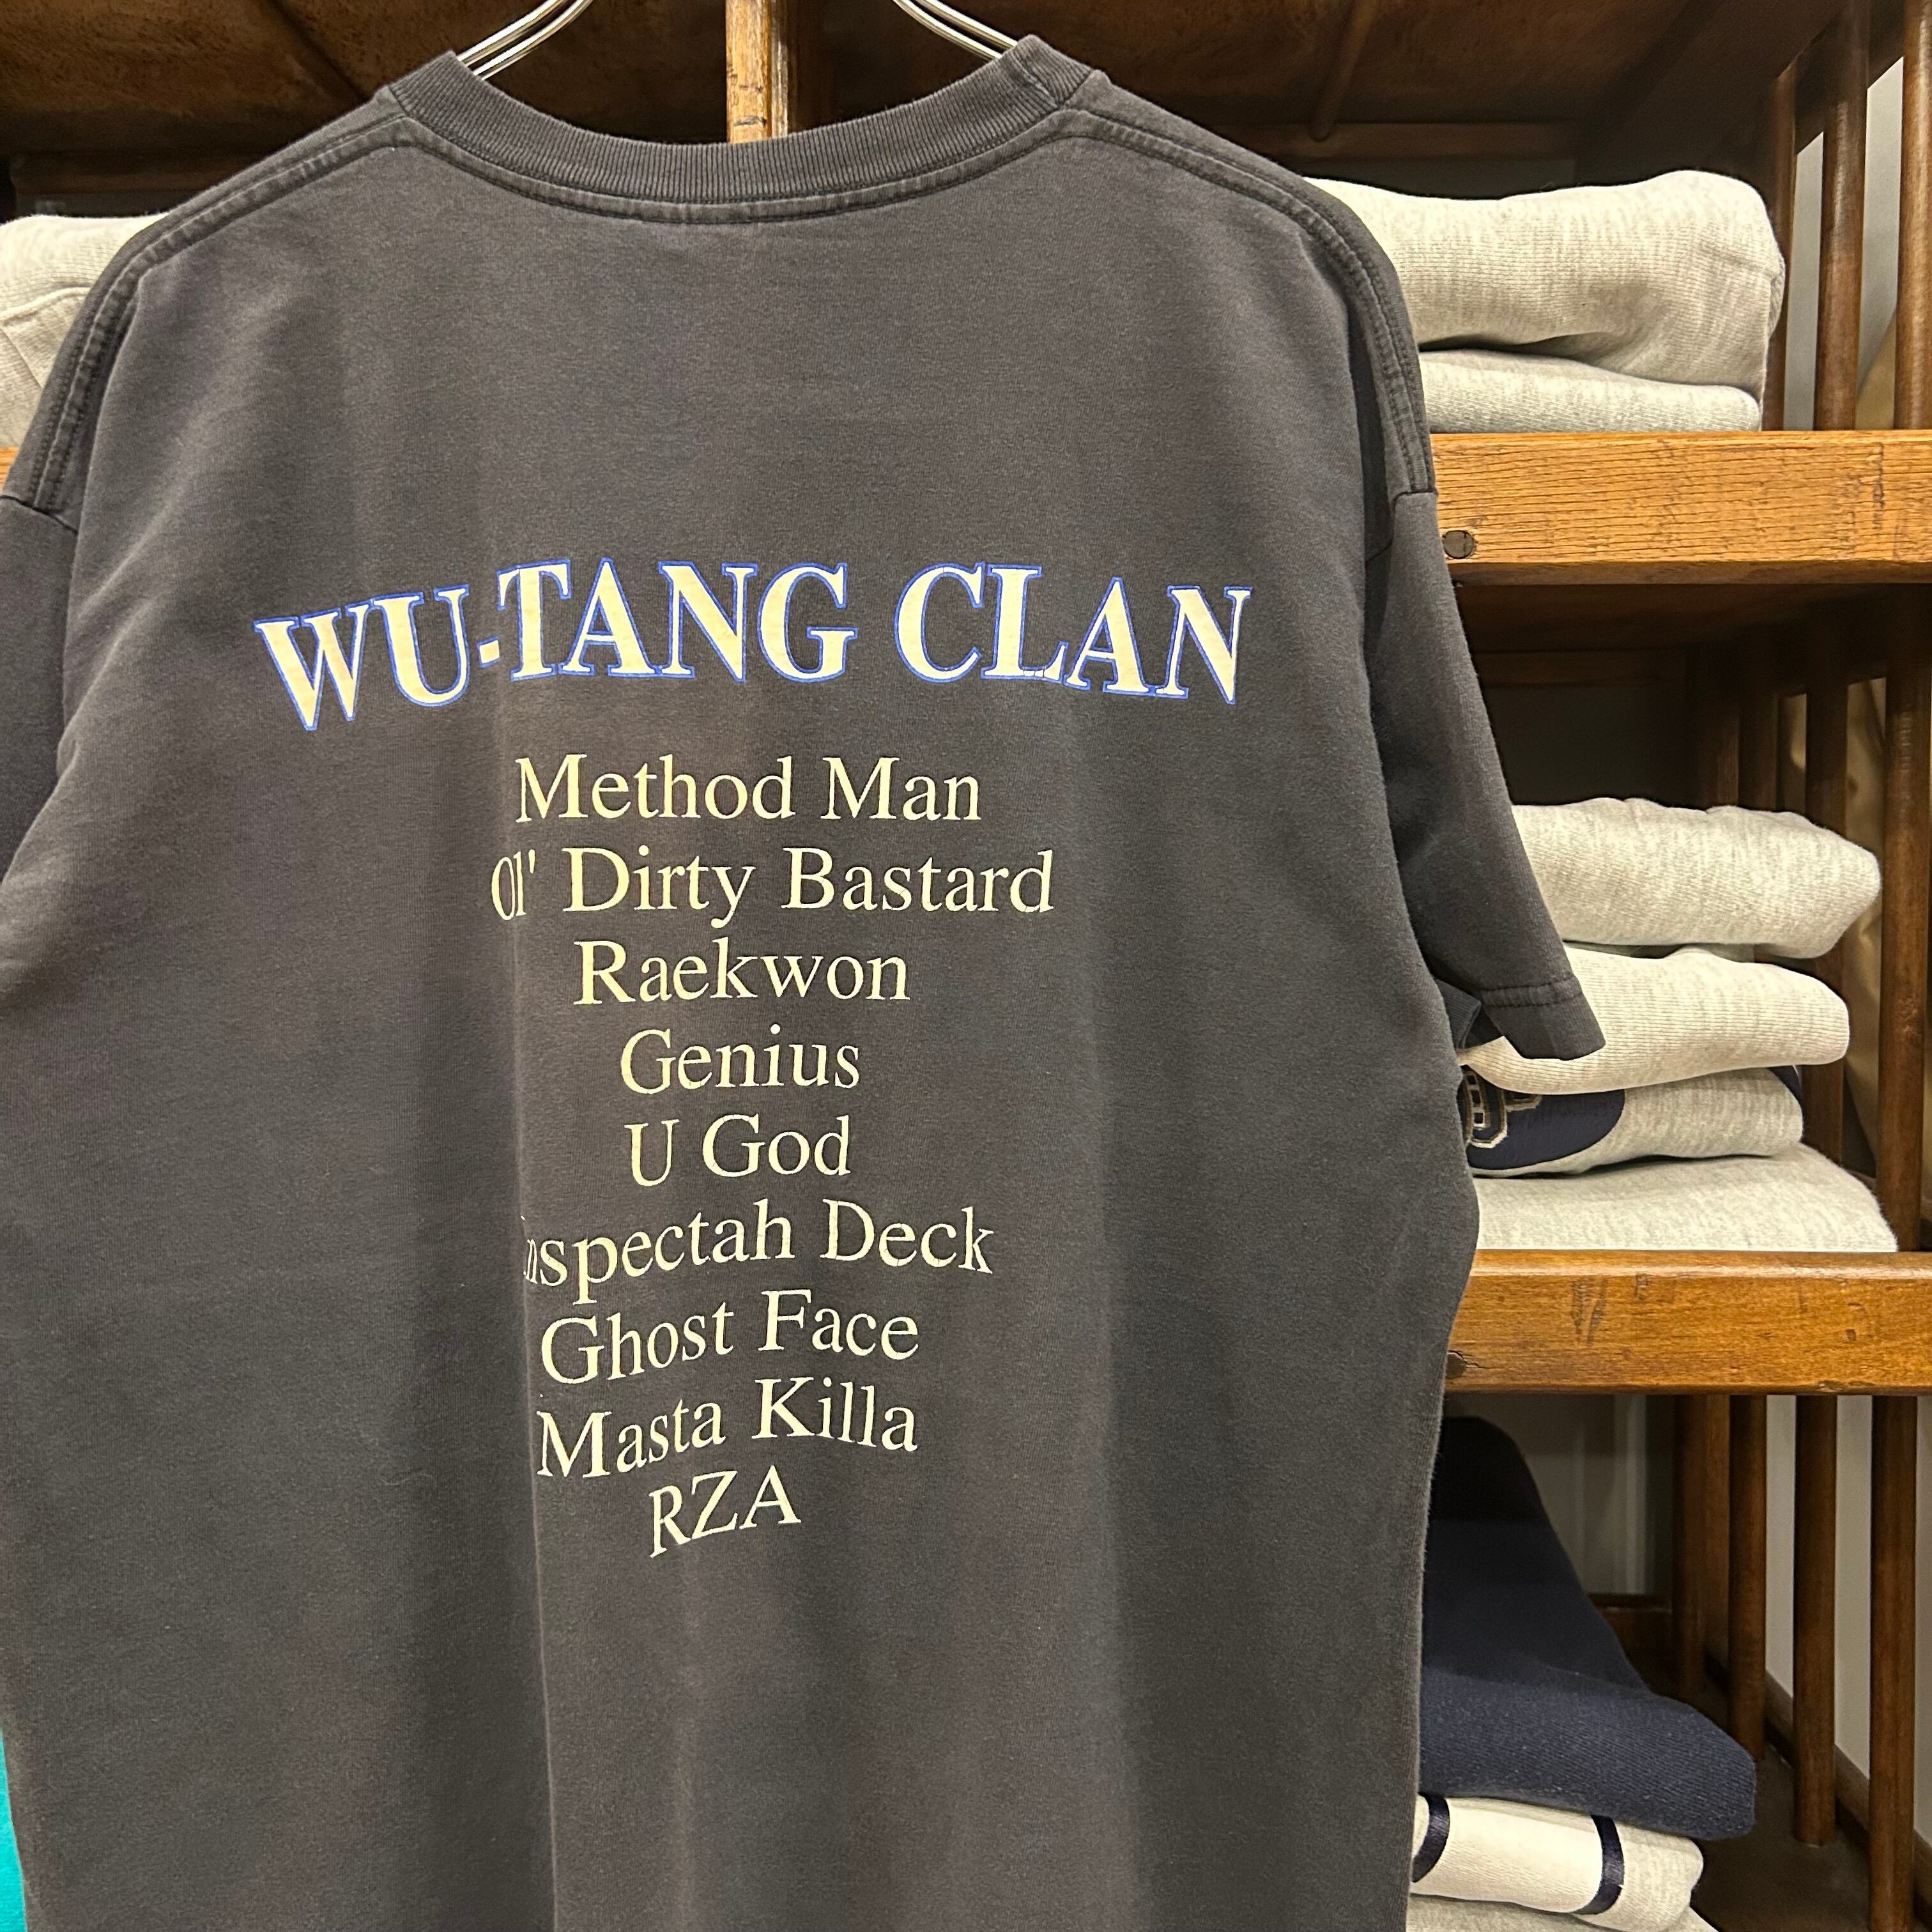 WU-TANG CLAN
Method Man
Ol' Dirty Bastard
Raekwon
Genius
U God
Inspectah Deck
Ghost Face
Masta Killa
RZA